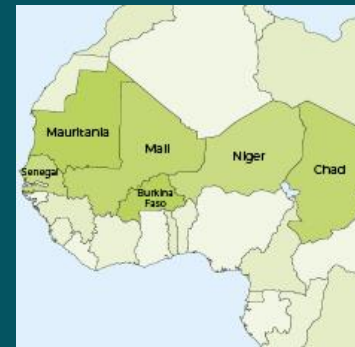 Mauritania
Mali
Niger
Chad
Senegal
Burkina
Faso